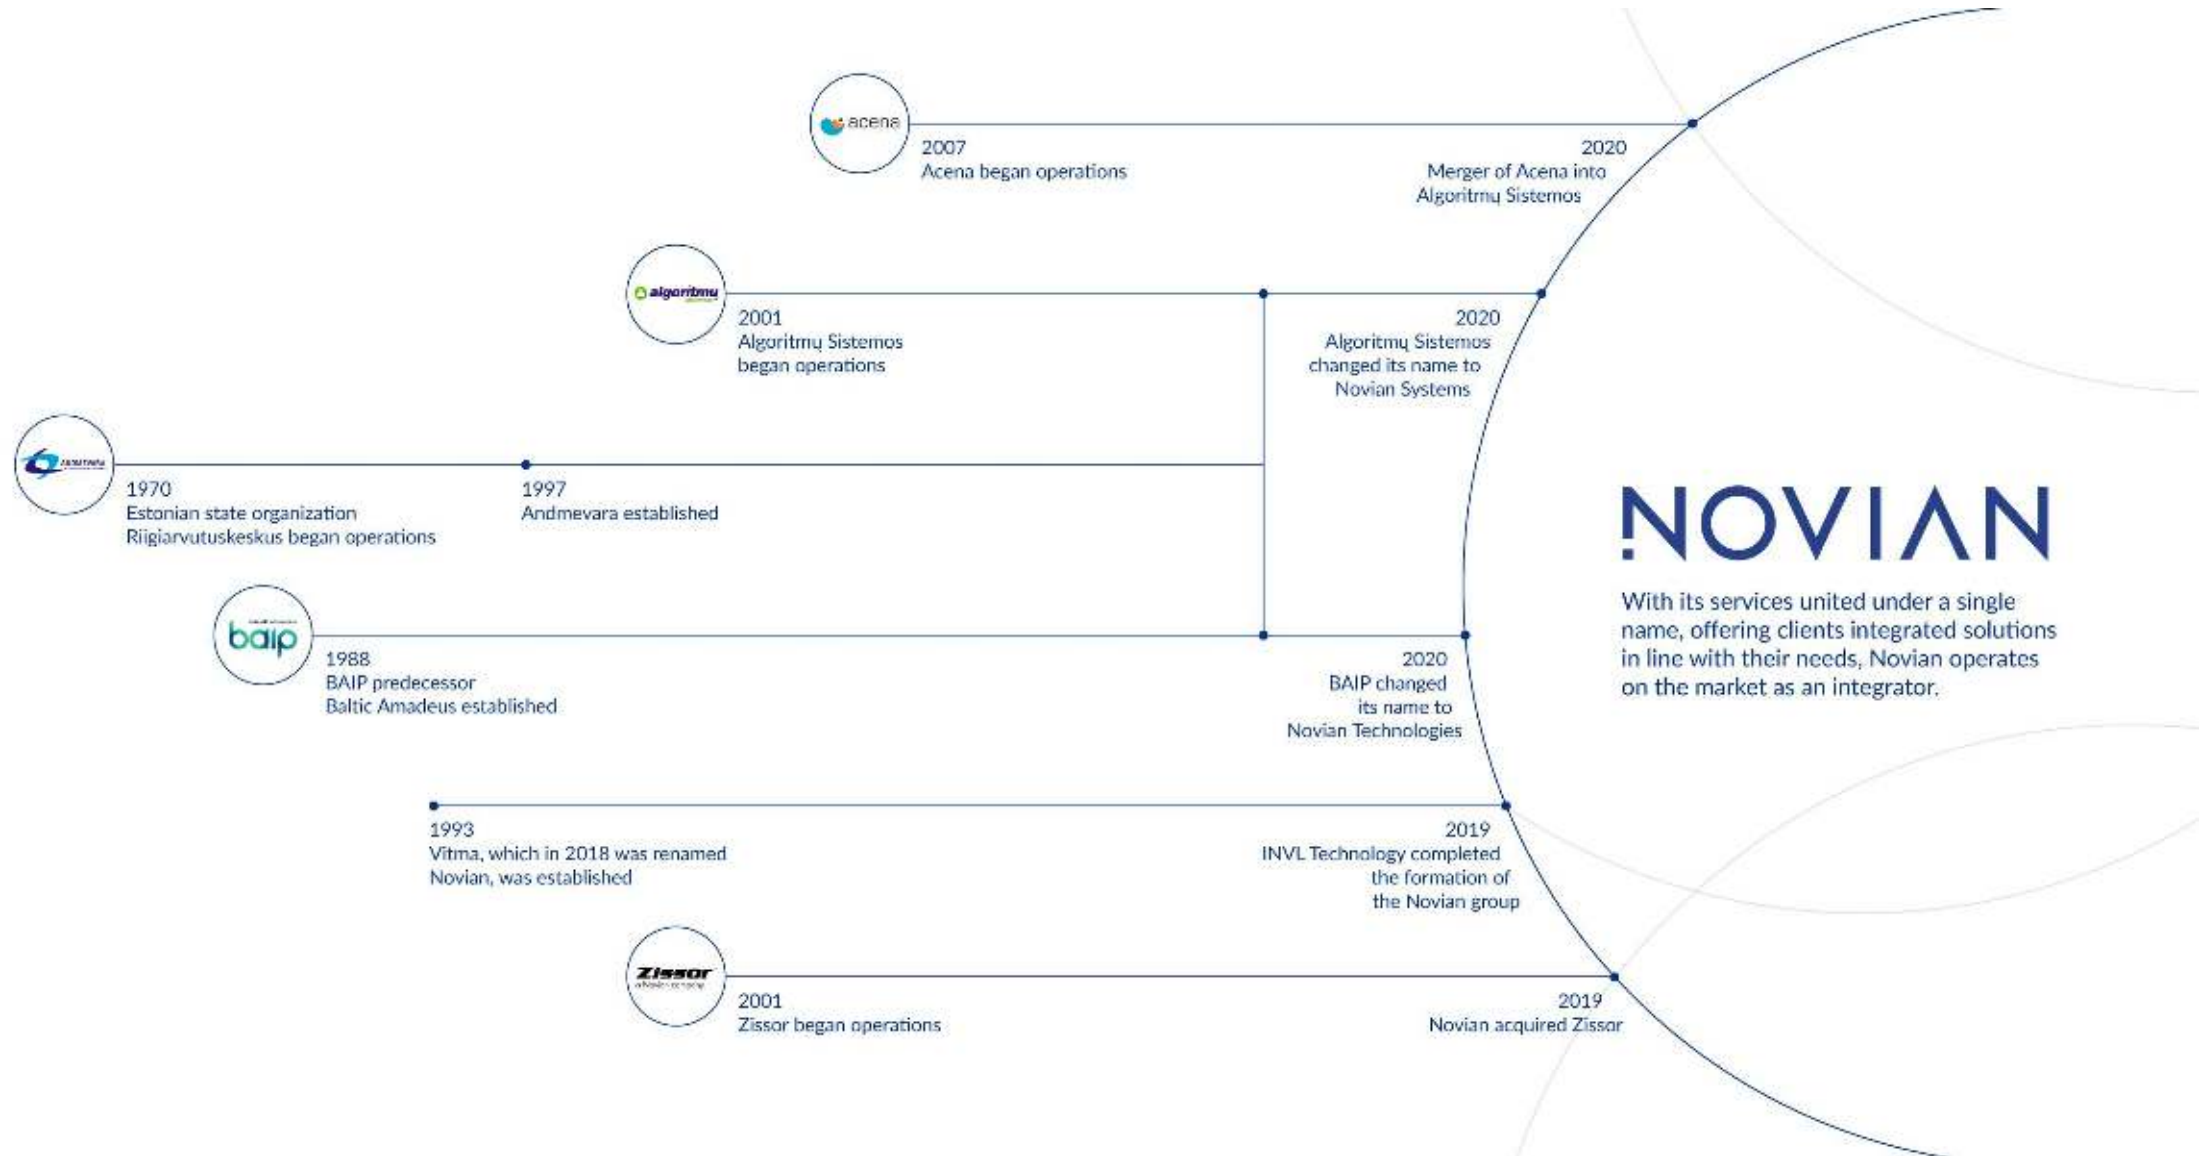 acena
2007
Acena began operations
2020
Merger of Acena into
Algoritmų Sistemos
algoritmų
2001
Algoritmų Sistemos
began operations
2020
Algoritmų Sistemos
changed its name to
Novian Systems
1970
Estonian state organization
Riigiarvutuskeskus began operations
1997
Andmevara established
NOVIAN
With its services united under a single
name, offering clients integrated solutions
in line with their needs, Novian operates
on the market as an integrator.
baip
1988
BAIP predecessor
Baltic Amadeus established
2020
BAIP changed
its name to
Novian Technologies
1993
Vitma, which in 2018 was renamed
Novian, was established
2019
INVL Technology completed
the formation of
the Novian group
Zissor
a Novian company
2001
Zissor began operations
2019
Novian acquired Zissor